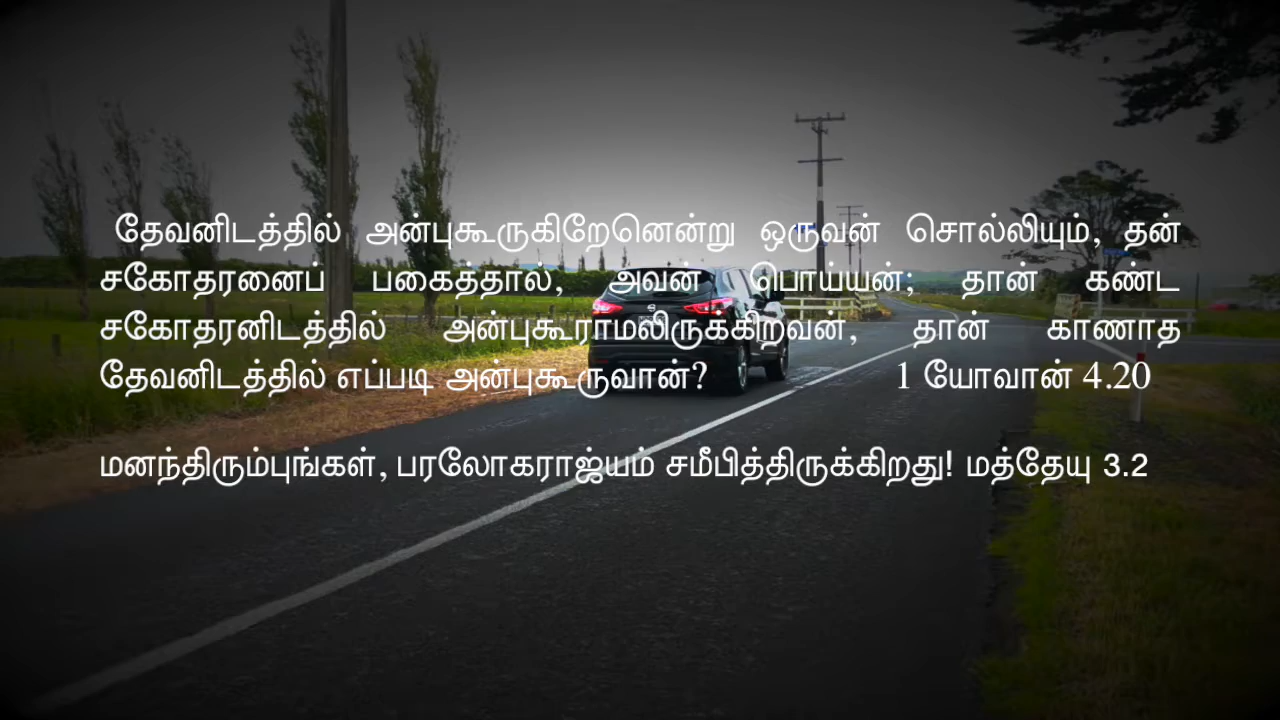 தேவனிடத்தில் அன்புகூருகிறேனென்று ஒருவன் சொல்லியும், தன்
சகோதரனைப் பகைத்தால், அவன் பொய்யன்; தான் கண்ட
சகோதரனிடத்தில் அன்புகூராமலிருக்கிறவன், தான் காணாத
தேவனிடத்தில் எப்படி அன்புகூருவான்? 1 யோவான் 4.20
மனந்திரும்புங்கள், பரலோகராஜ்யம் சமீபித்திருக்கிறது! மத்தேயு 3.2